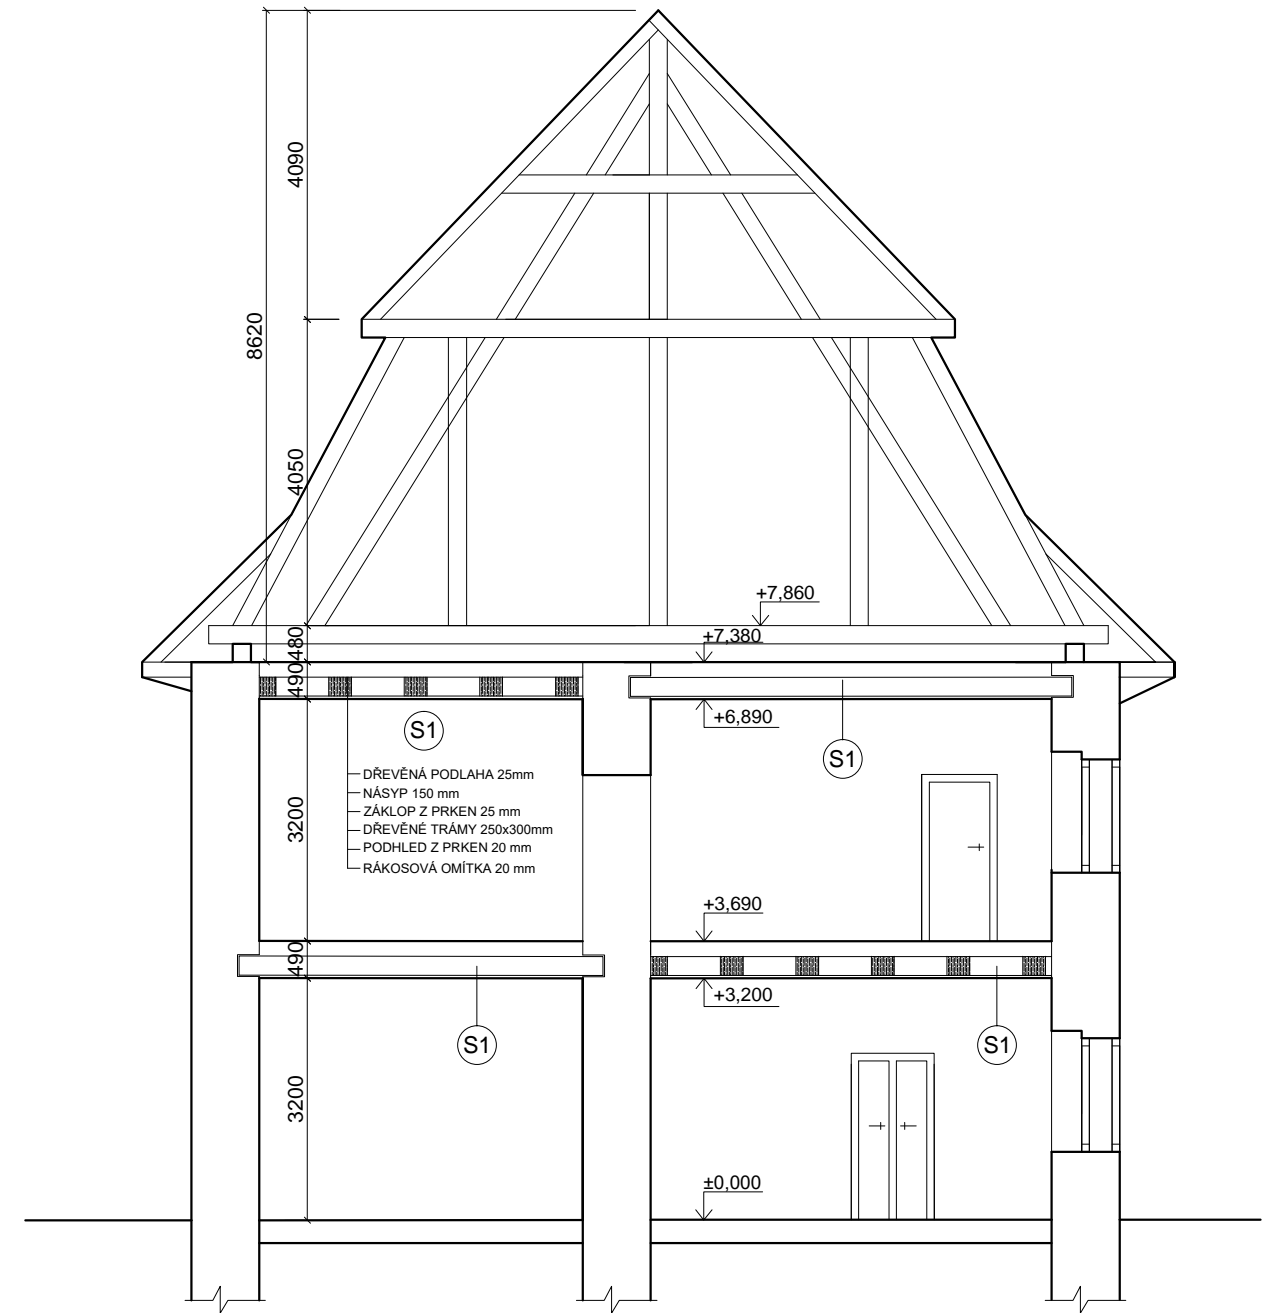 4090
8620
4050
+7,860
480
+7,380
490
+6,890
S1
S1
DŘEVĚNÁ PODLAHA 25mm
NÁSYP 150 mm
ZÁKLOP Z PRKEN 25 mm
DŘEVĚNÉ TRÁMY 250x300mm
PODHLED Z PRKEN 20 mm
RÁKOSOVÁ OMÍTKA 20 mm
3200
+3,690
490
+3,200
S1
S1
3200
±0,000